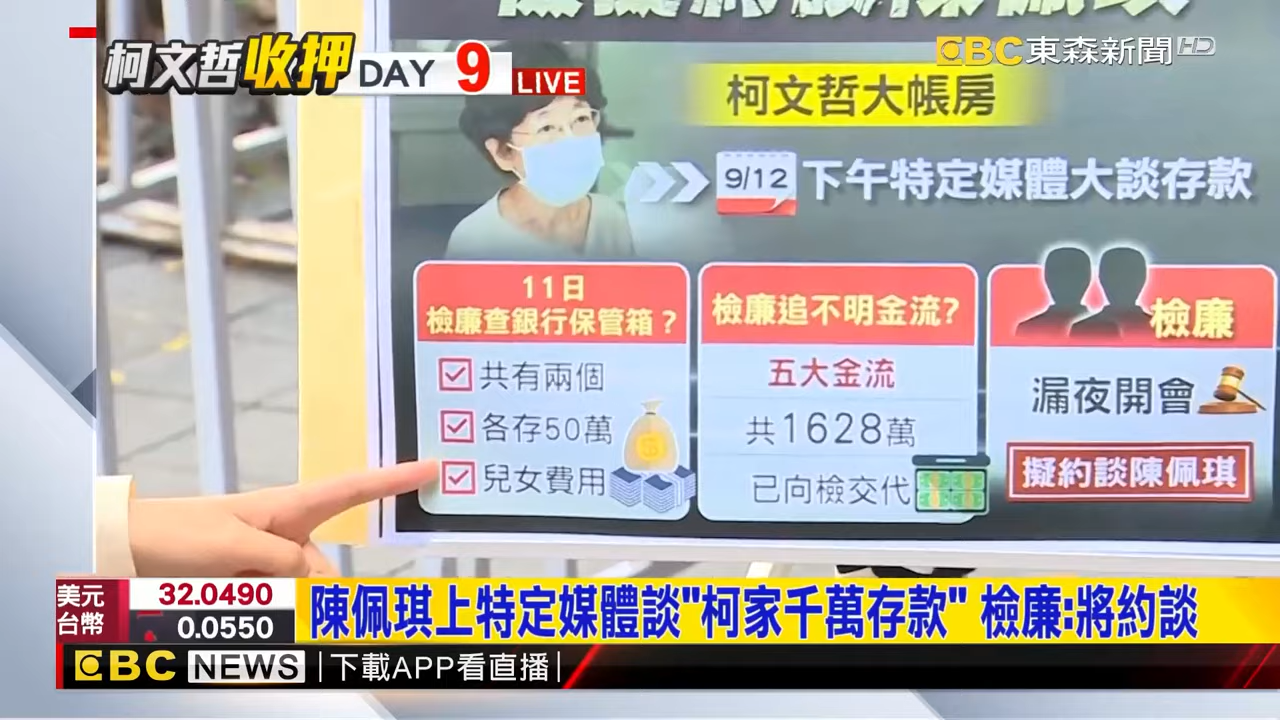 柯文哲收押 DAY 9 LIVE
EBC 東森新聞 HD
柯文哲大帳房
9/12 下午特定媒體大談存款
11日
檢廉查銀行保管箱？
共有兩個
各存50萬
兒女費用
檢廉追不明金流?
五大金流
共1628萬
已向檢交代
檢廉
漏夜開會
擬約談陳佩琪
美元
台幣
32.0490
0.0550
陳佩琪上特定媒體談"柯家千萬存款" 檢廉:將約談
EBC NEWS |下載APP看直播|